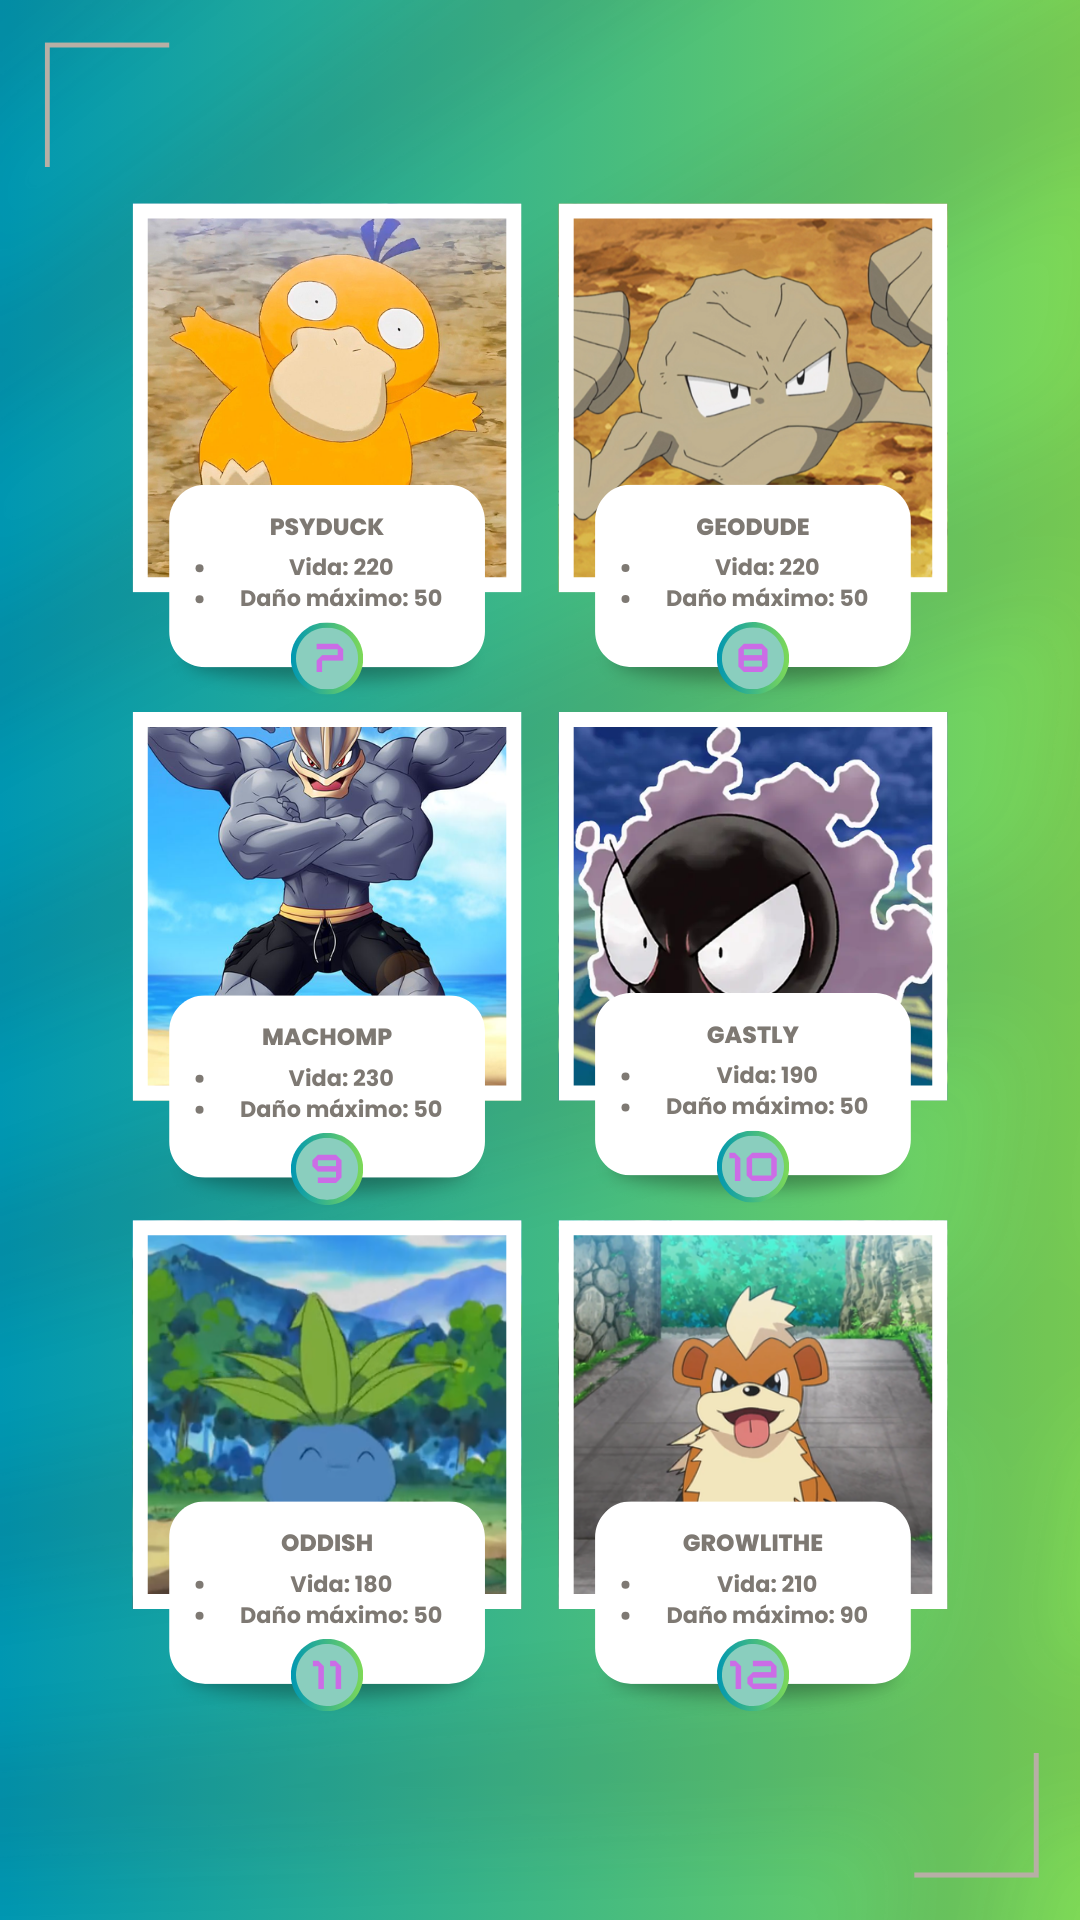 PSYDUCK
• Vida: 220
• Daño máximo: 50
7
GEODUDE
• Vida: 220
• Daño máximo: 50
8
MACHOMP
• Vida: 230
• Daño máximo: 50
9
GASTLY
• Vida: 190
• Daño máximo: 50
10
ODDISH
• Vida: 180
• Daño máximo: 50
11
GROWLITHE
• Vida: 210
• Daño máximo: 90
12